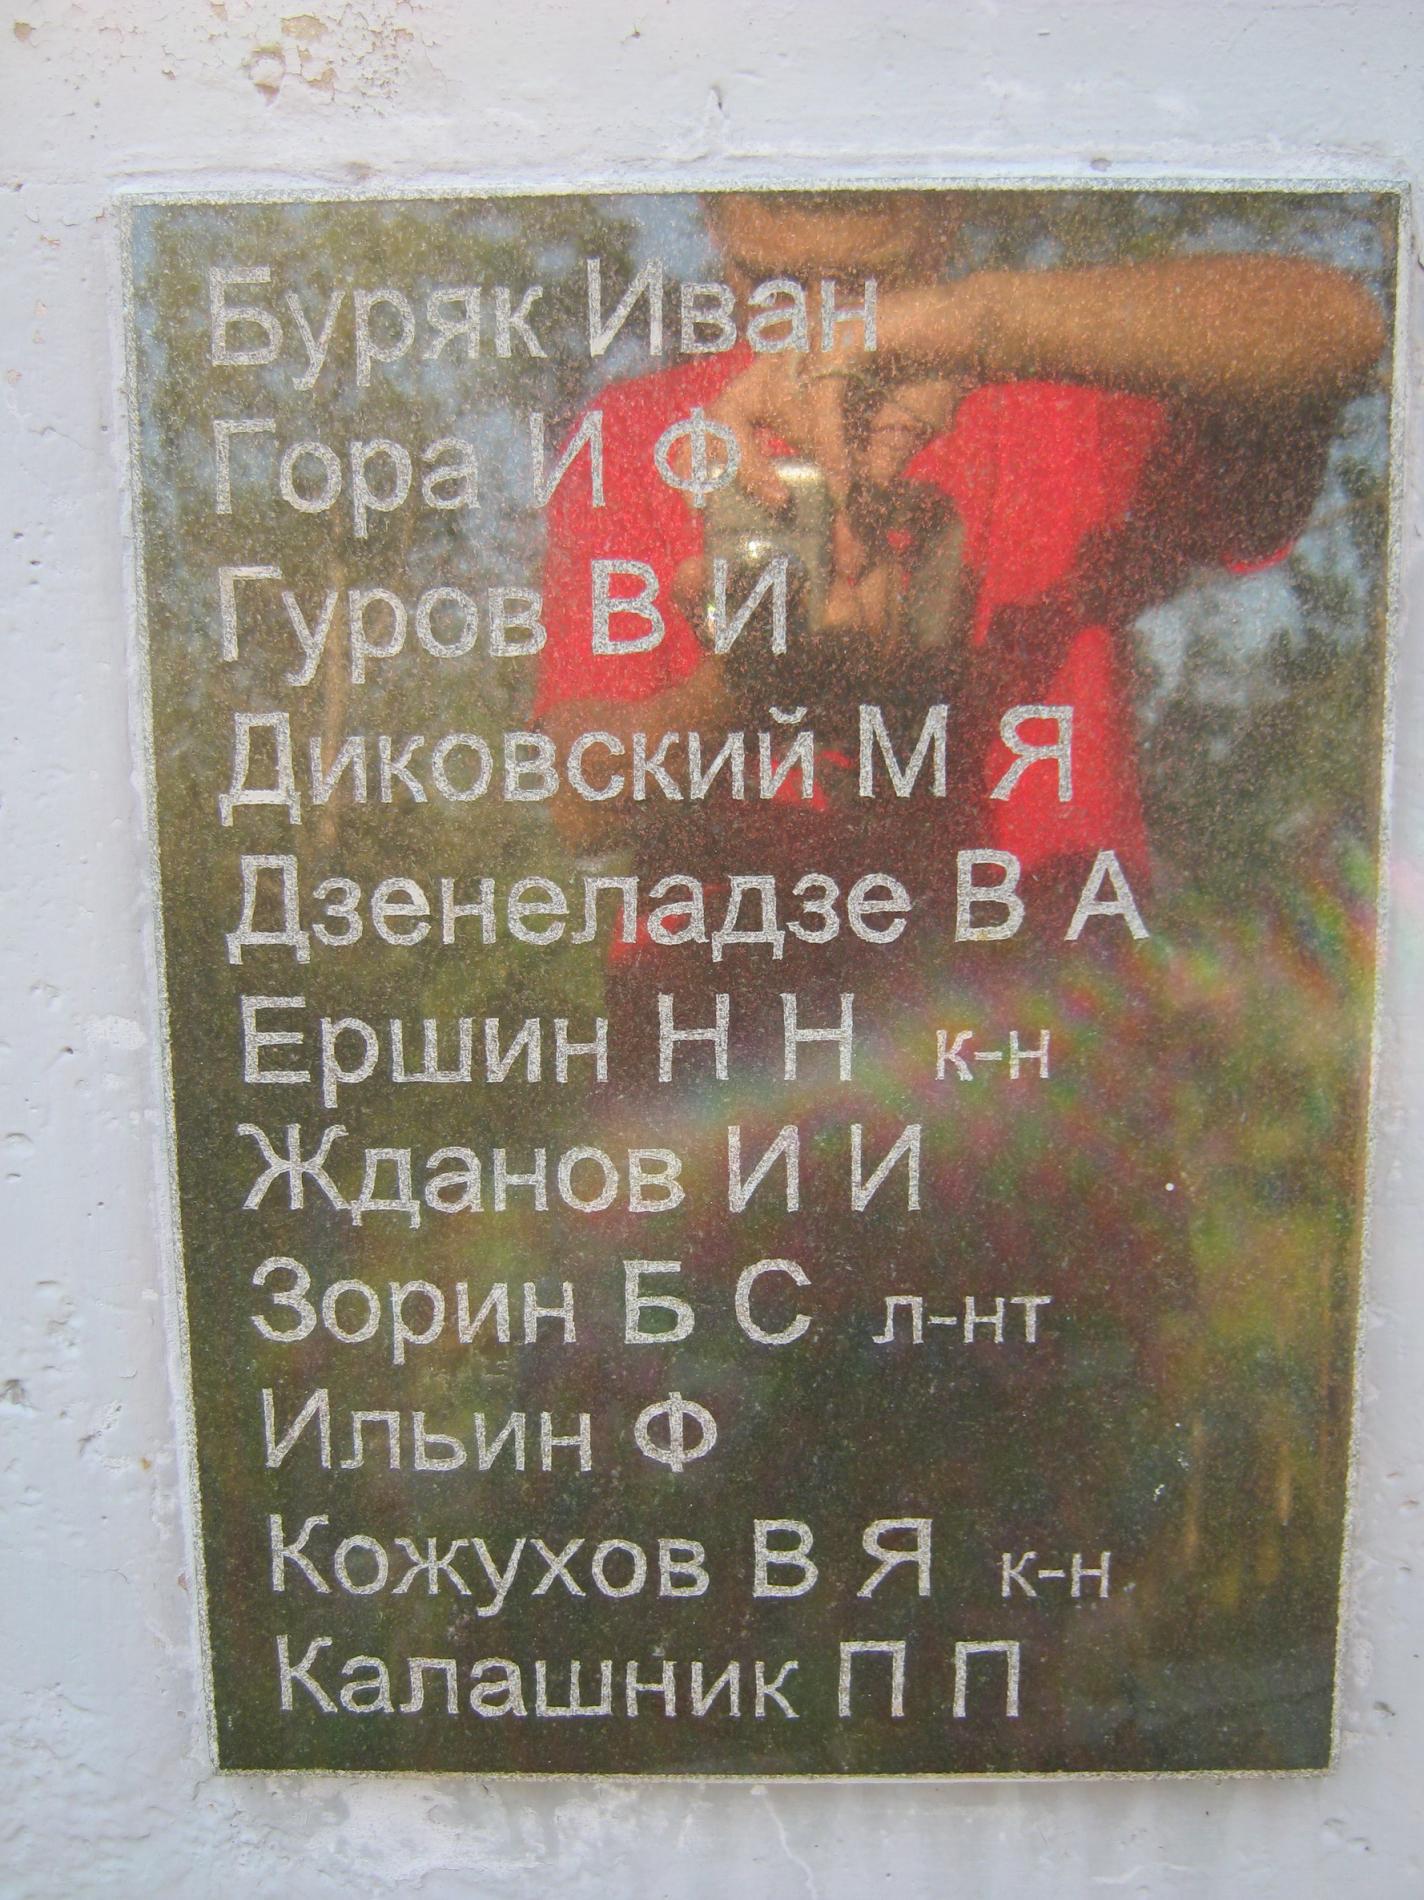 Буряк Иван
Гора И Ф
Гуров В И
Диковский М Я
Дзенеладзе В А
Ершин Н Н к-н
Жданов И И
Зорин Б С л-нт
Ильин Ф
Кожухов В Я к-н
Калашник П П